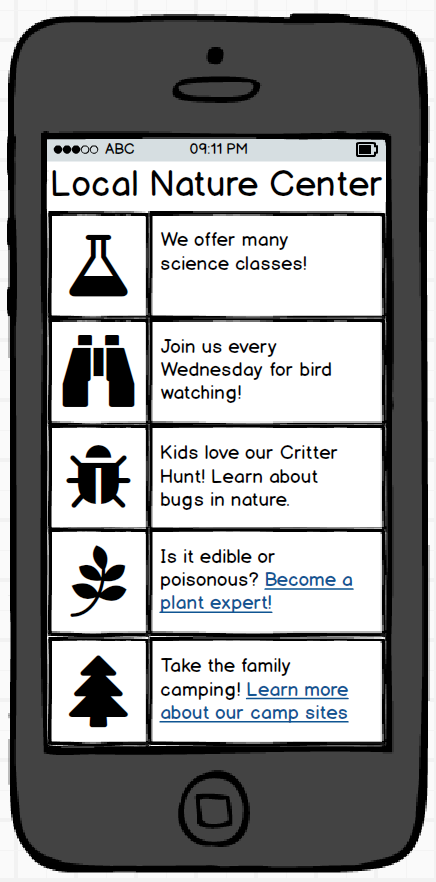 ABC 09:11 PM
Local Nature Center
We offer many
science classes!
Join us every
Wednesday for bird
watching!
Kids love our Critter
Hunt! Learn about
bugs in nature.
Is it edible or
poisonous? Become a
plant expert!
Take the family
camping! Learn more
about our camp sites